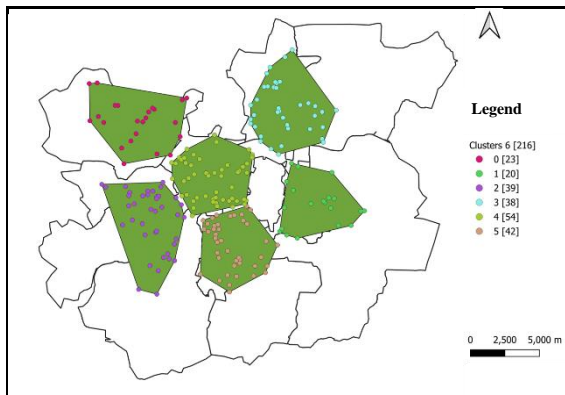 Legend
Clusters 6 [216]
0 [23]
1 [20]
2 [39]
3 [38]
4 [54]
5 [42]
0 2,500 5,000 m